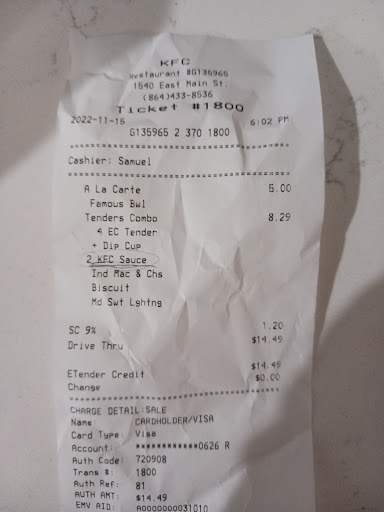 KFC
Restaurant #G135965
1540 East Main St.
(864)433-8536
Ticket #1800
2022-11-16 6:02 PM
G135965 2 370 1800
Cashier: Samuel
A La Carte 5.00
Famous Bwl
Tenders Combo 8.29
4 EC Tender
+ Dip Cup
2 KFC Sauce
Ind Mac & Chs
Biscuit
Md Swt Lghtng
SC 9% 1.20
Drive Thru $14.49
$14.49
ETender Credit $0.00
Change
CHARGE DETAIL:SALE
Name: CARDHOLDER/VISA
Card Type: Visa
Account: ************0626 R
Auth Code: 720908
Trans #: 1800
Auth Ref: 81
AUTH AMT: $14.49
EMV AID: A0000000031010